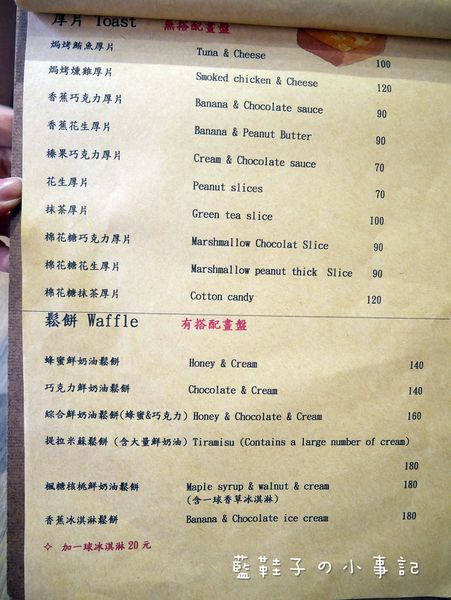 厚片 Toast 無搭配畫盤
焗烤鮪魚厚片 Tuna & Cheese 100
焗烤燻雞厚片 Smoked chicken & Cheese 120
香蕉巧克力厚片 Banana & Chocolate sauce 90
香蕉花生厚片 Banana & Peanut Butter 90
榛果巧克力厚片 Cream & Chocolate sauce 70
花生厚片 Peanut slices 70
抹茶厚片 Green tea slice 100
棉花糖巧克力厚片 Marshmallow Chocolat Slice 90
棉花糖花生厚片 Marshmallow peanut thick Slice 90
棉花糖抹茶厚片 Cotton candy 120
鬆餅 Waffle 有搭配畫盤
蜂蜜鮮奶油鬆餅 Honey & Cream 140
巧克力鮮奶油鬆餅 Chocolate & Cream 140
綜合鮮奶油鬆餅(蜂蜜&巧克力) Honey & Chocolate & Cream 160
提拉米蘇鬆餅 (含大量鮮奶油) Tiramisu (Contains a large number of cream)
180
楓糖核桃鮮奶油鬆餅 Maple syrup & walnut & cream 180
(含一球香草冰淇淋)
香蕉冰淇淋鬆餅 Banana & Chocolate ice cream 180
✧ 加一球冰淇淋 20 元
藍鞋子の小事記